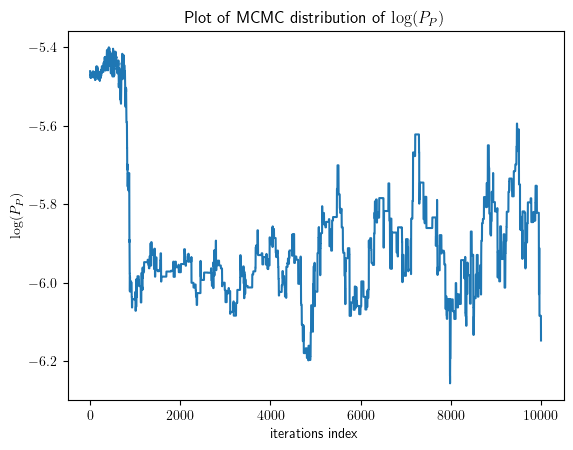 Plot of MCMC distribution of log(P_P)
log(P_P)
−5.4
−5.6
−5.8
−6.0
−6.2
0 2000 4000 6000 8000 10000
iterations index